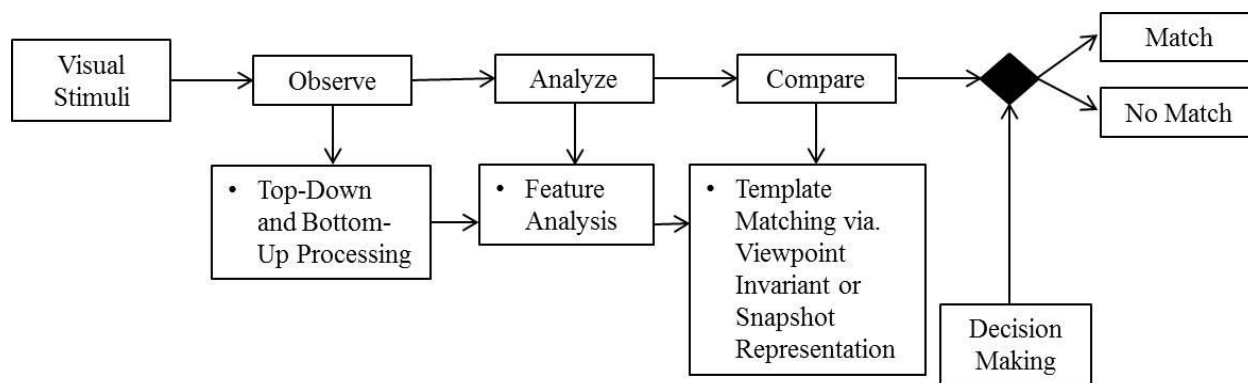 Visual
Stimuli
Observe
Analyze
Compare
Match
No Match
• Top-Down
and Bottom-
Up Processing
• Feature
Analysis
• Template
Matching via.
Viewpoint
Invariant or
Snapshot
Representation
Decision
Making